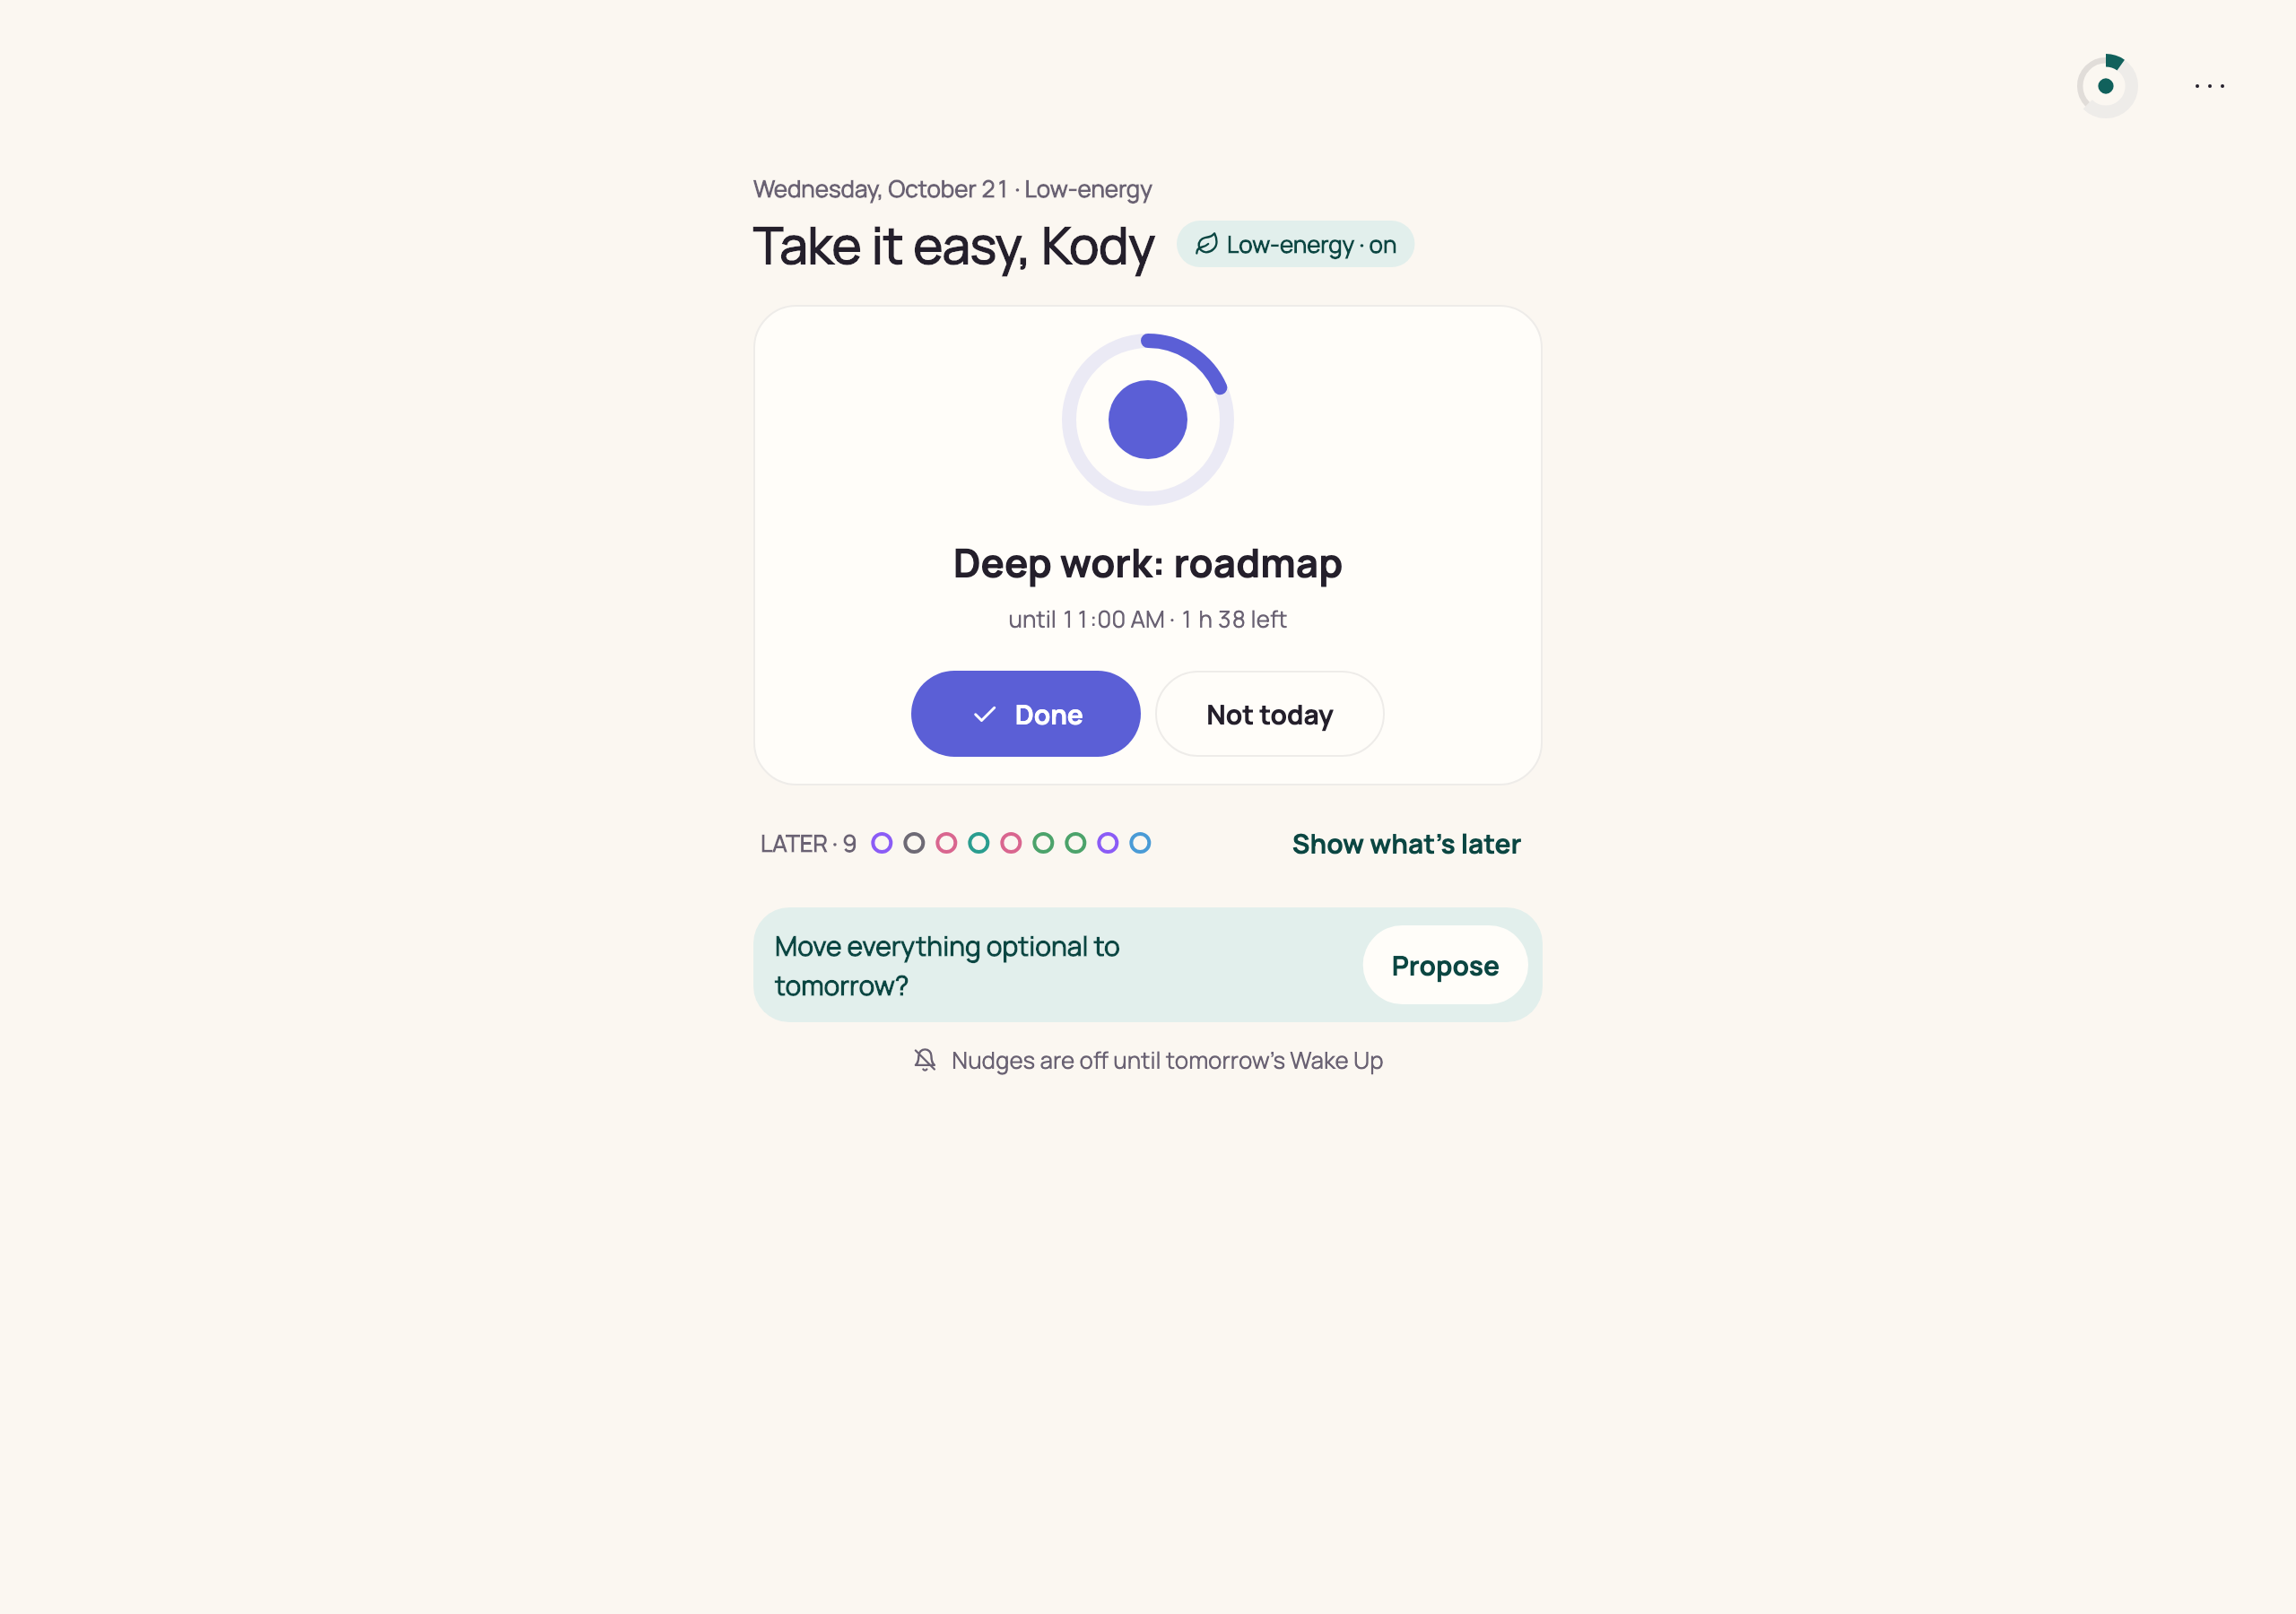 Wednesday, October 21 · Low-energy
Take it easy, Kody
Low-energy · on
Deep work: roadmap
until 11:00 AM · 1 h 38 left
Done
Not today
LATER · 9
Show what’s later
Move everything optional to
tomorrow?
Propose
Nudges are off until tomorrow’s Wake Up